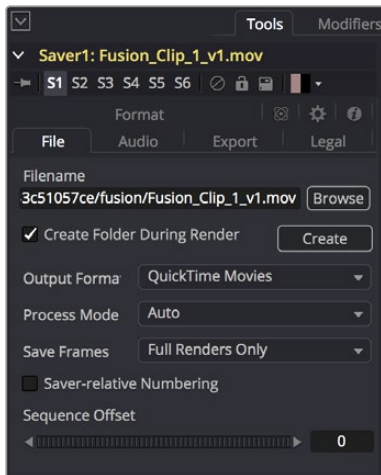 Tools Modifiers
Saver1: Fusion_Clip_1_v1.mov
S1 S2 S3 S4 S5 S6
Format
File Audio Export Legal
Filename
3c51057ce/fusion/Fusion_Clip_1_v1.mov Browse
Create Folder During Render Create
Output Forma QuickTime Movies
Process Mode Auto
Save Frames Full Renders Only
Saver-relative Numbering
Sequence Offset
0